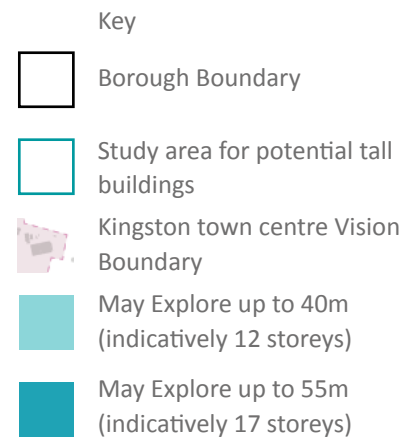 Key
Borough Boundary
Study area for potential tall
buildings
Kingston town centre Vision
Boundary
May Explore up to 40m
(indicatively 12 storeys)
May Explore up to 55m
(indicatively 17 storeys)